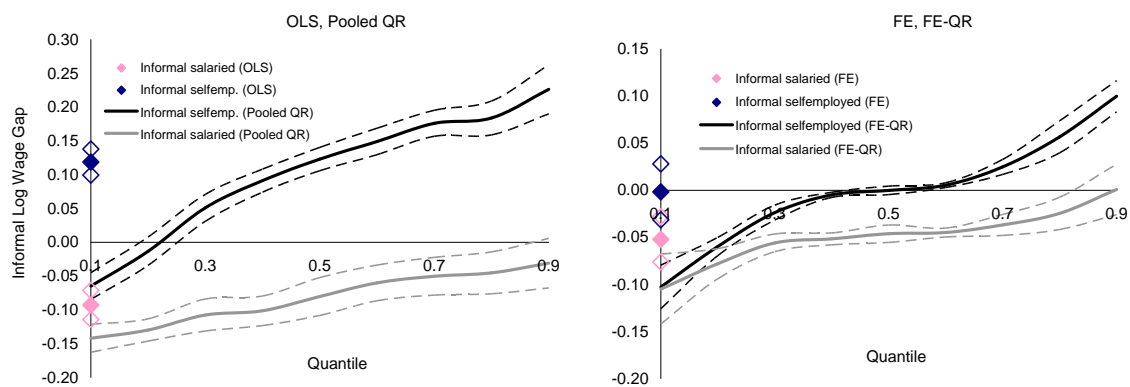 OLS, Pooled QR
Informal Log Wage Gap
0.30
0.25
0.20
0.15
0.10
0.05
0.00
-0.05
-0.10
-0.15
-0.20
Informal salaried (OLS)
Informal selfemp. (OLS)
Informal selfemp. (Pooled QR)
Informal salaried (Pooled QR)
0.1 0.3 0.5 0.7 0.9
Quantile
FE, FE-QR
0.15
0.10
0.05
0.00
-0.05
-0.10
-0.15
-0.20
Informal salaried (FE)
Informal selfemployed (FE)
Informal selfemployed (FE-QR)
Informal salaried (FE-QR)
0.1 0.3 0.5 0.7 0.9
Quantile